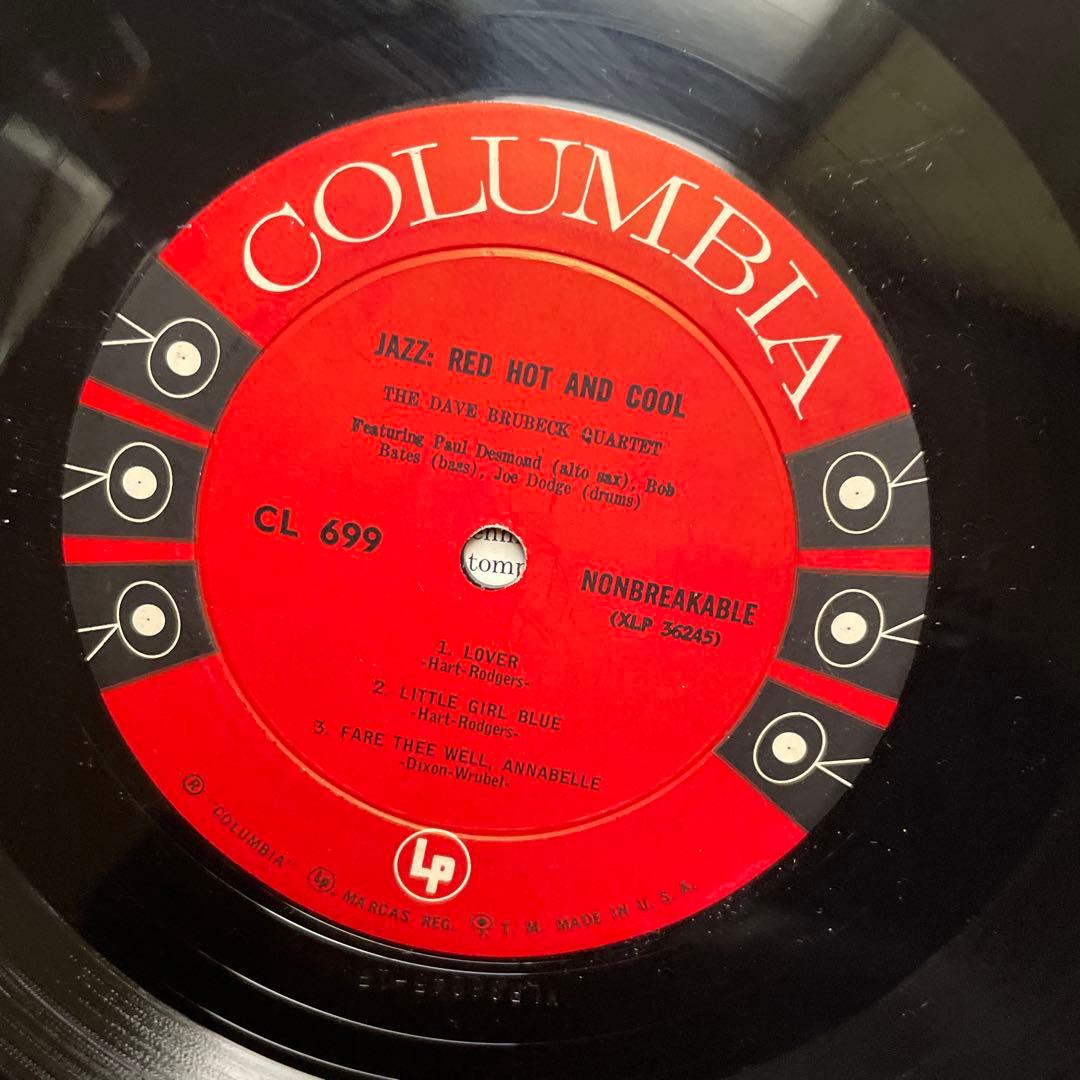 COLUMBIA
JAZZ: RED HOT AND COOL
THE DAVE BRUBECK QUARTET
Featuring Paul Desmond (alto sax), Bob
Bates (bass), Joe Dodge (drums)
CL 699
NONBREAKABLE
(XLP 36245)
1. LOVER
-Hart-Rodgers-
2. LITTLE GIRL BLUE
-Hart-Rodgers-
3. FARE THEE WELL, ANNABELLE
-Dixon-Wrubel-
LP
® "COLUMBIA" LP MARCAS REG. T. M. MADE IN U. S. A.